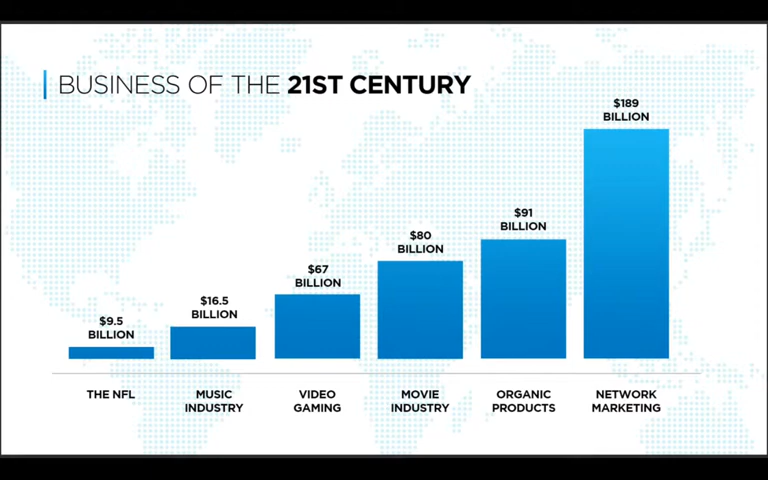 BUSINESS OF THE 21ST CENTURY
$9.5
BILLION
$16.5
BILLION
$67
BILLION
$80
BILLION
$91
BILLION
$189
BILLION
THE NFL
MUSIC
INDUSTRY
VIDEO
GAMING
MOVIE
INDUSTRY
ORGANIC
PRODUCTS
NETWORK
MARKETING